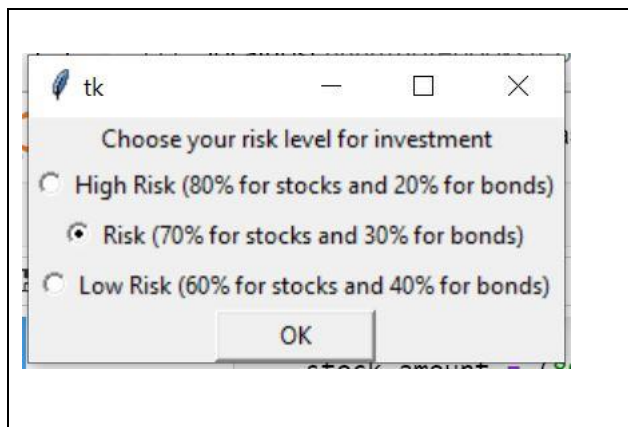 tk
Choose your risk level for investment
High Risk (80% for stocks and 20% for bonds)
Risk (70% for stocks and 30% for bonds)
Low Risk (60% for stocks and 40% for bonds)
OK